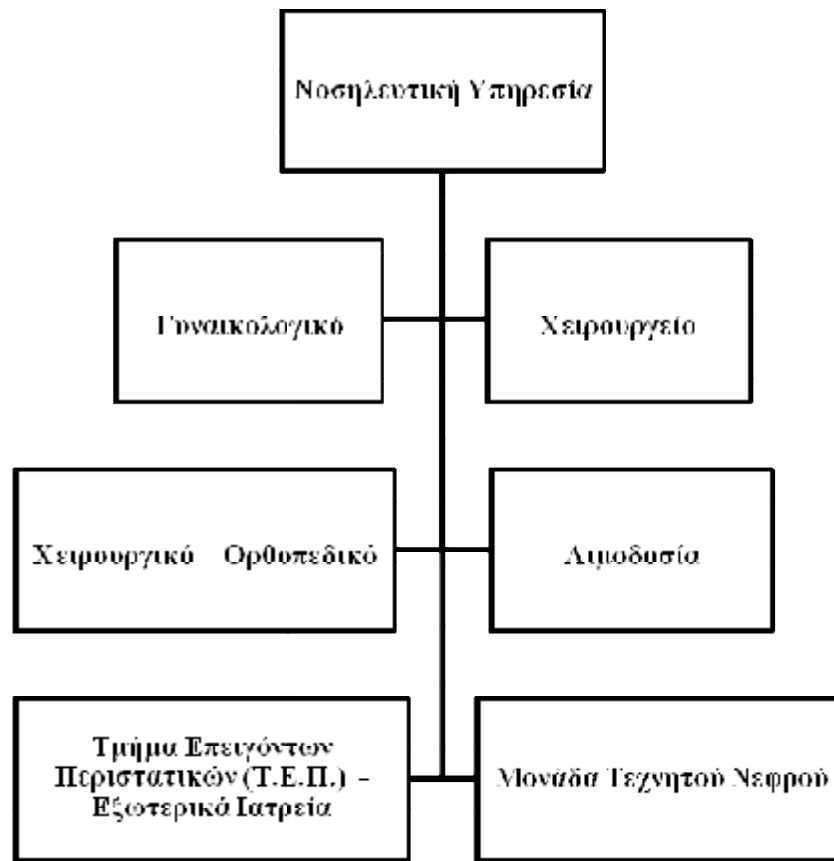 Νοσηλευτική Υπηρεσία
Γυναικολογικό
Χειρουργείο
Χειρουργικό Ορθοπεδικό
Αιμοδοσία
Τμήμα Επειγόντων
Περιστατικών (Τ.Ε.Π.) –
Εξωτερικά Ιατρεία
Μονάδα Τεχνητού Νεφρού